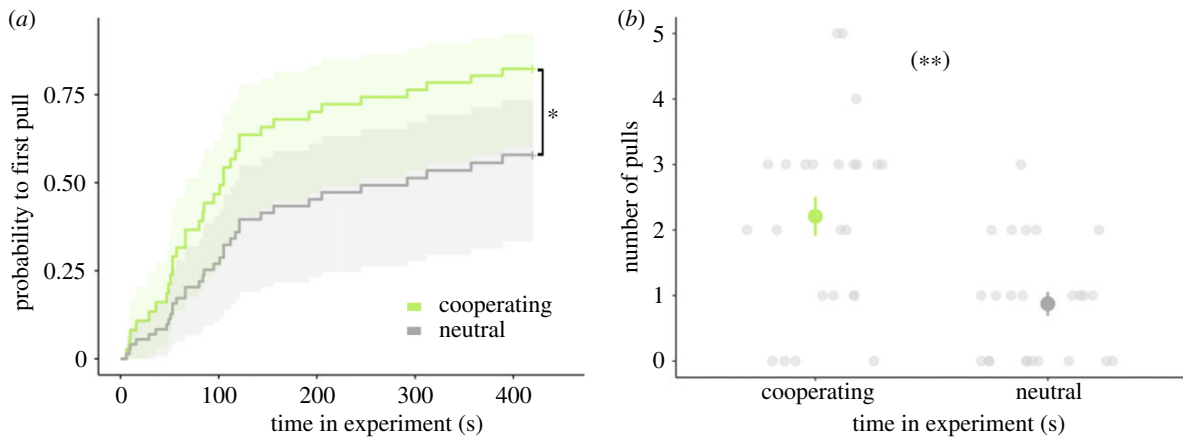 (a)
probability to first pull
0.75
0.50
0.25
0
*
cooperating
neutral
0 100 200 300 400
time in experiment (s)
(b)
number of pulls
5
4
3
2
1
0
(**)
cooperating neutral
time in experiment (s)